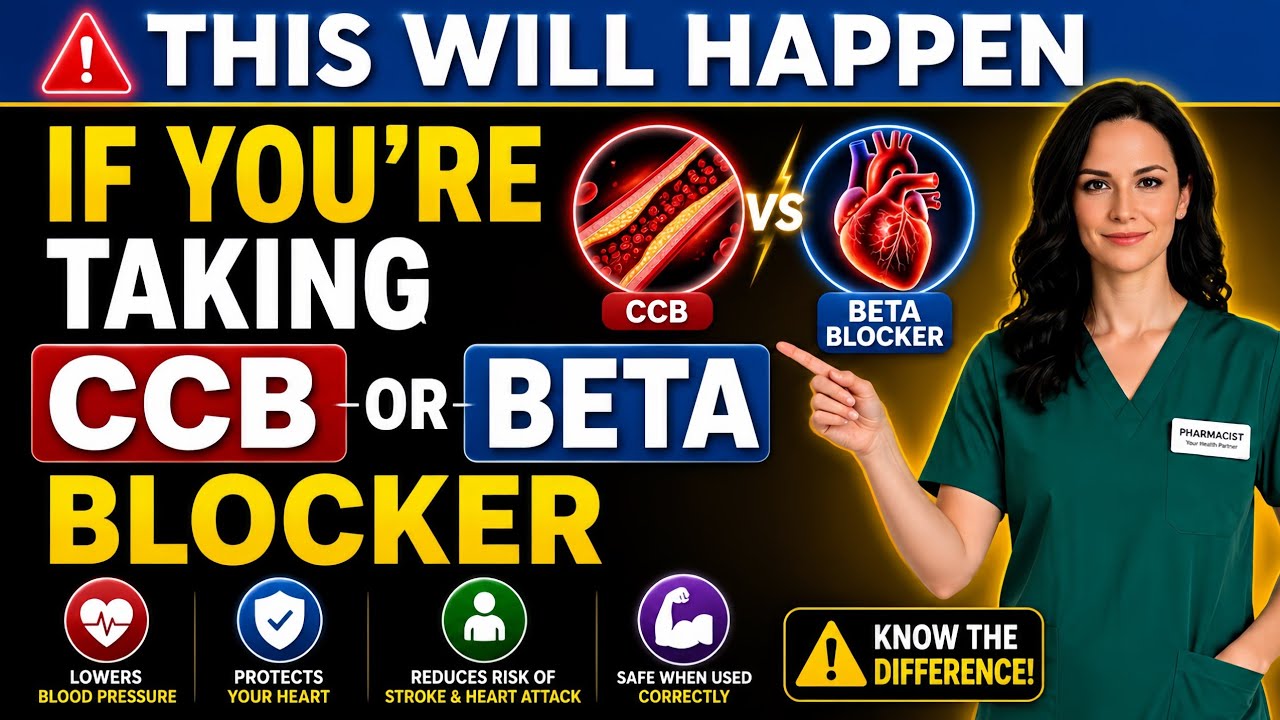 THIS WILL HAPPEN
IF YOU'RE
TAKING
CCB -OR- BETA
BLOCKER
CCB
VS
BETA
BLOCKER
PHARMACIST
Your Health Partner
LOWERS
BLOOD PRESSURE
PROTECTS
YOUR HEART
REDUCES RISK OF
STROKE & HEART ATTACK
SAFE WHEN USED
CORRECTLY
KNOW THE
DIFFERENCE!